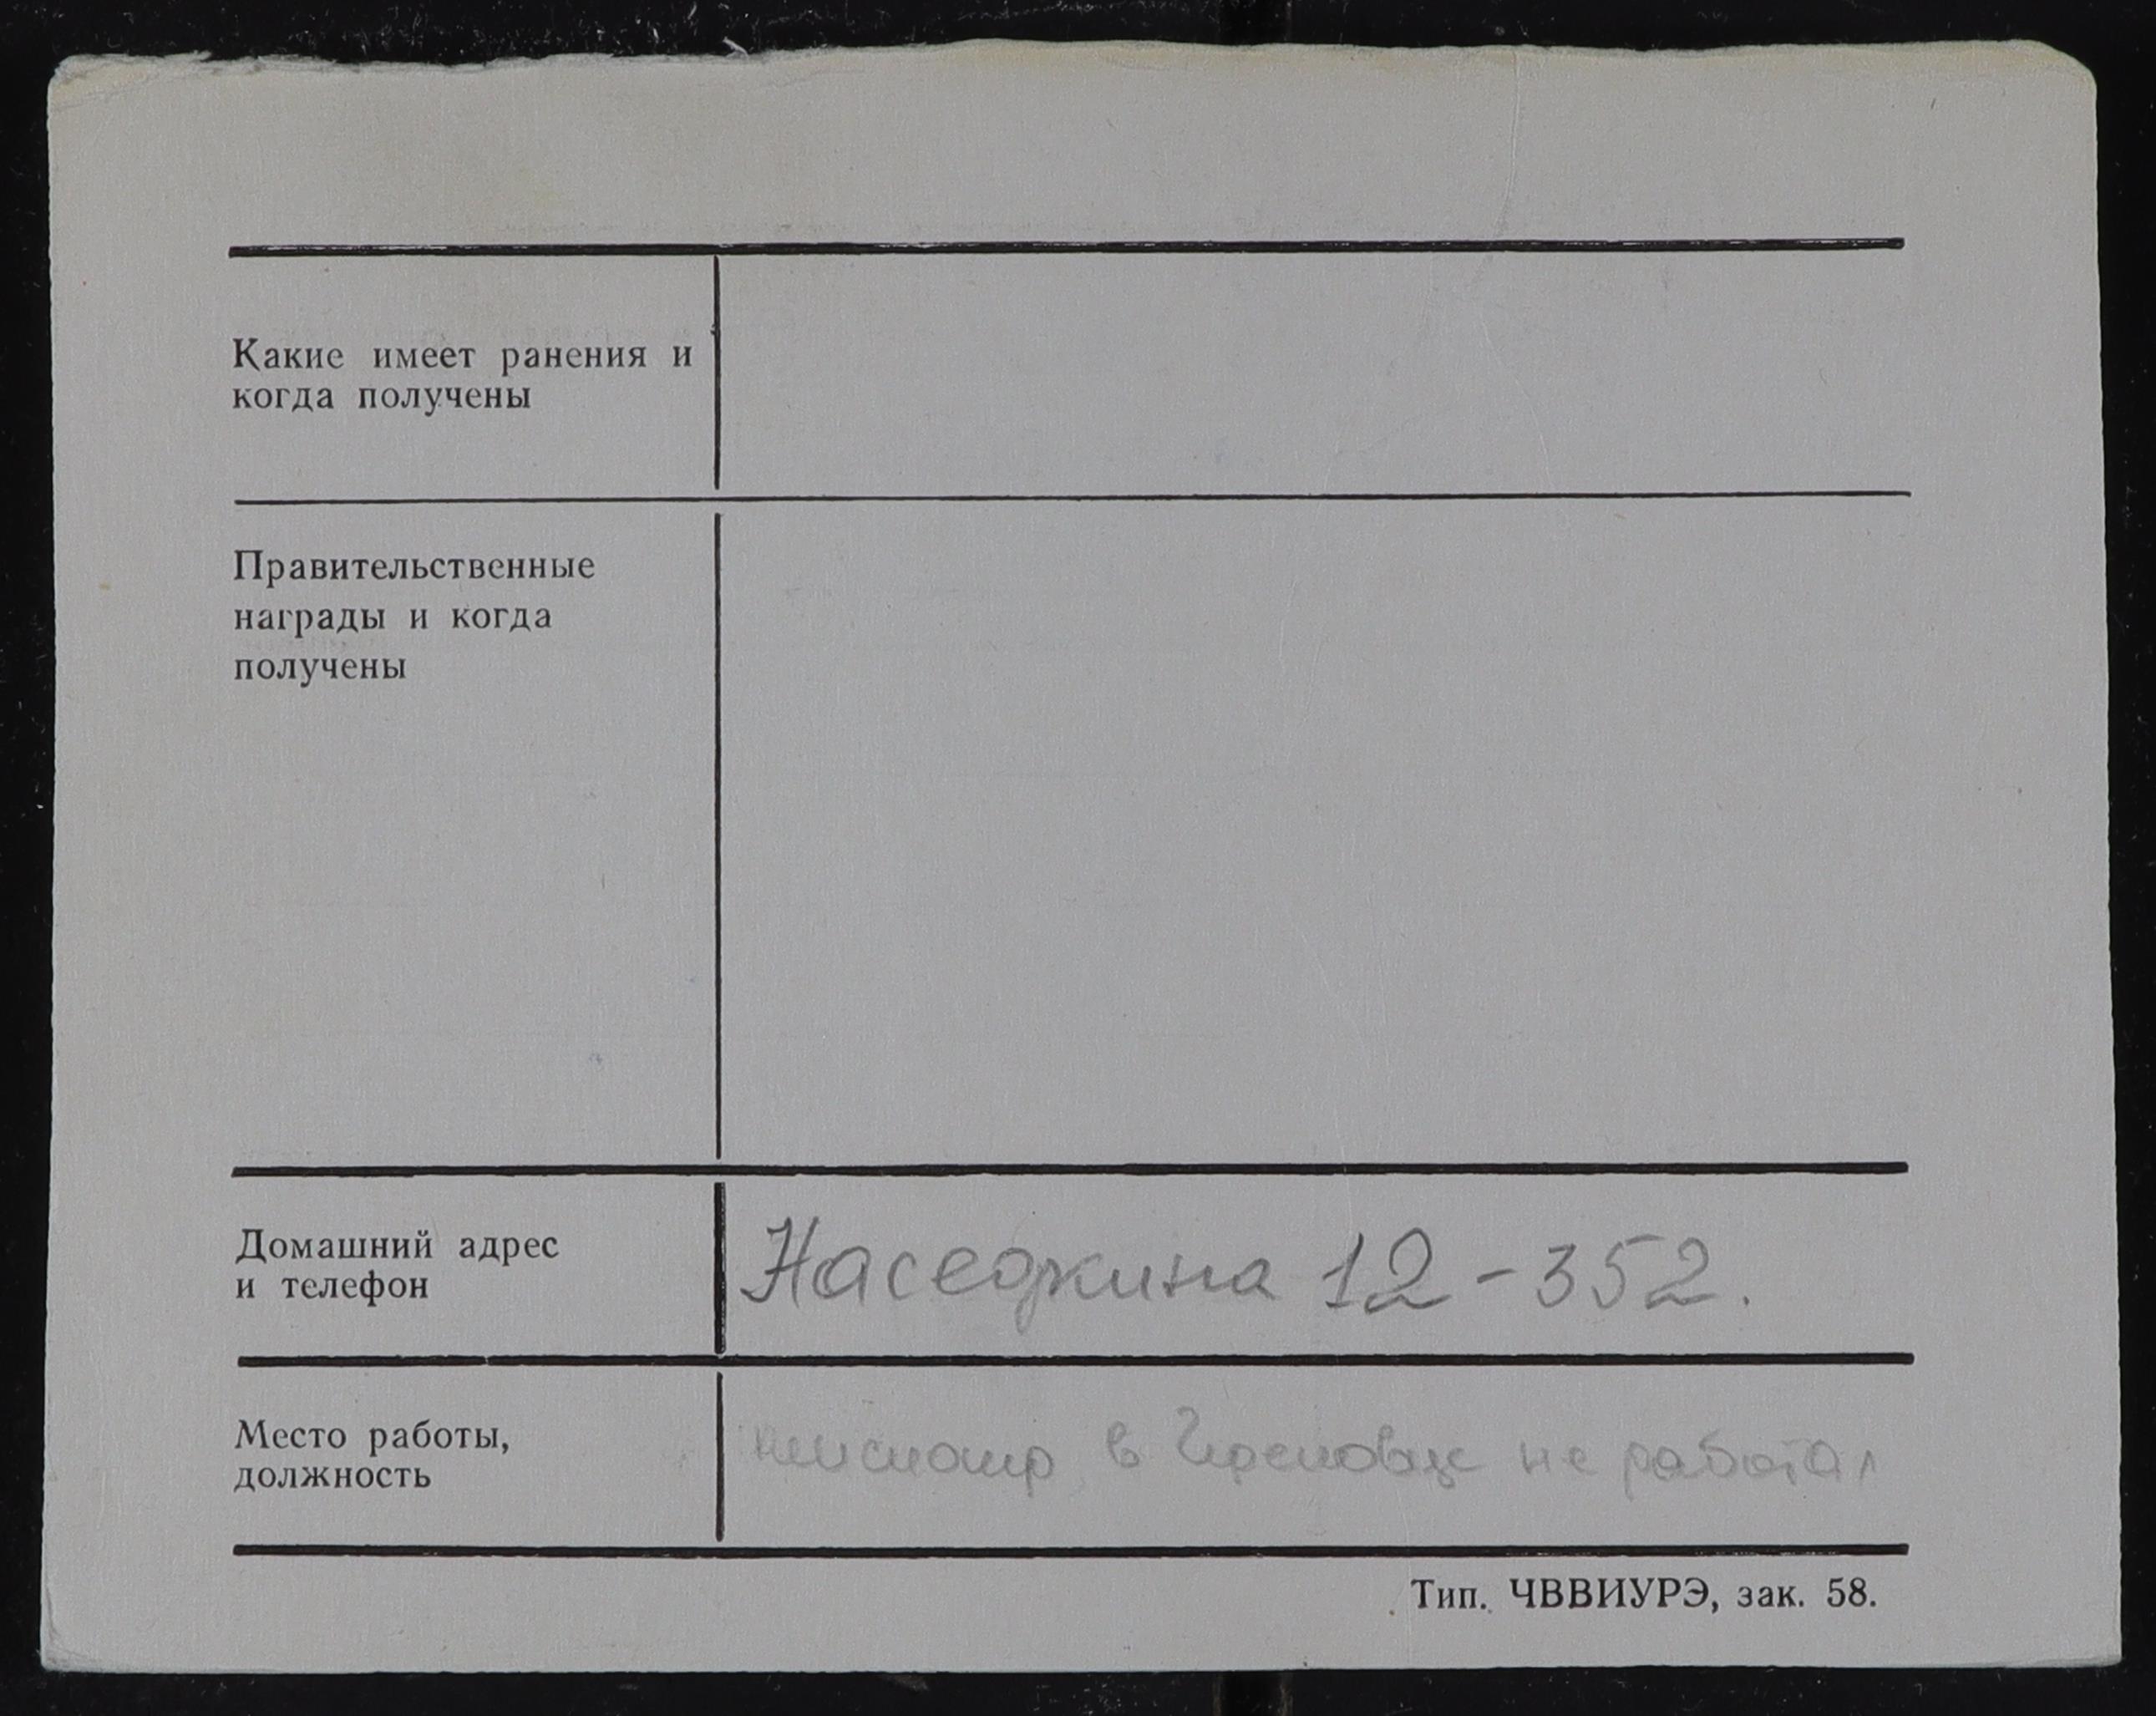 Какие имеет ранения и
когда получены
Правительственные
награды и когда
получены
Домашний адрес
и телефон
Наседкина 12-352.
Место работы,
должность
в Череповце не работал
Тип. ЧВВИУРЭ, зак. 58.